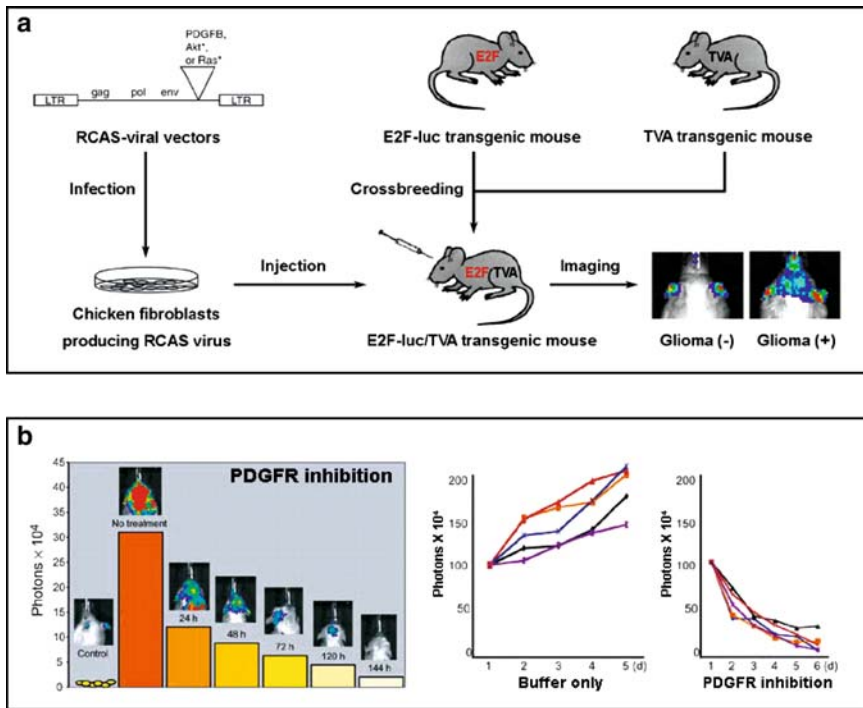 a
PDGFB,
Akt*,
or Ras*
LTR gag pol env LTR
RCAS-viral vectors
E2F
TVA
E2F-luc transgenic mouse
TVA transgenic mouse
Infection
Crossbreeding
Injection
E2F TVA
Imaging
Chicken fibroblasts
producing RCAS virus
E2F-luc/TVA transgenic mouse
Glioma (-)
Glioma (+)
b
PDGFR inhibition
Photons × 10⁴
45
40
35
30
25
20
15
10
5
0
Control
No treatment
24 h
48 h
72 h
120 h
144 h
Photons X 10⁴
200
150
100
50
0
1 2 3 4 5 (d)
Buffer only
Photons X 10⁴
200
150
100
50
0
1 2 3 4 5 6 (d)
PDGFR inhibition